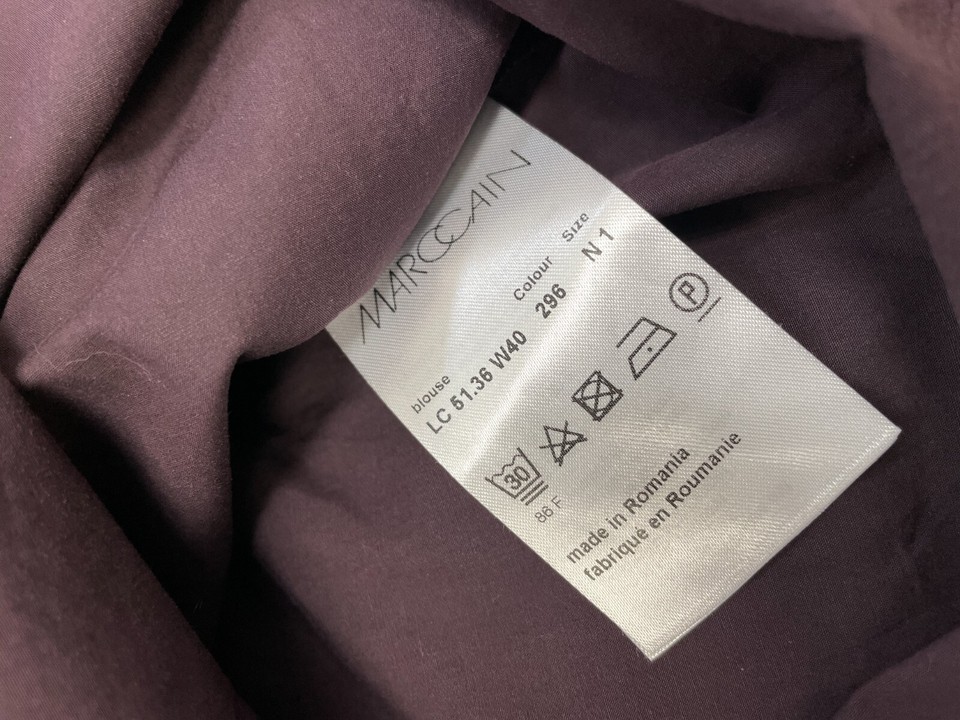 MARCCAIN
blouse Colour Size
LC 51.36 W40 296 N 1
30
P
86 F
made in Romania
fabriqué en Roumanie